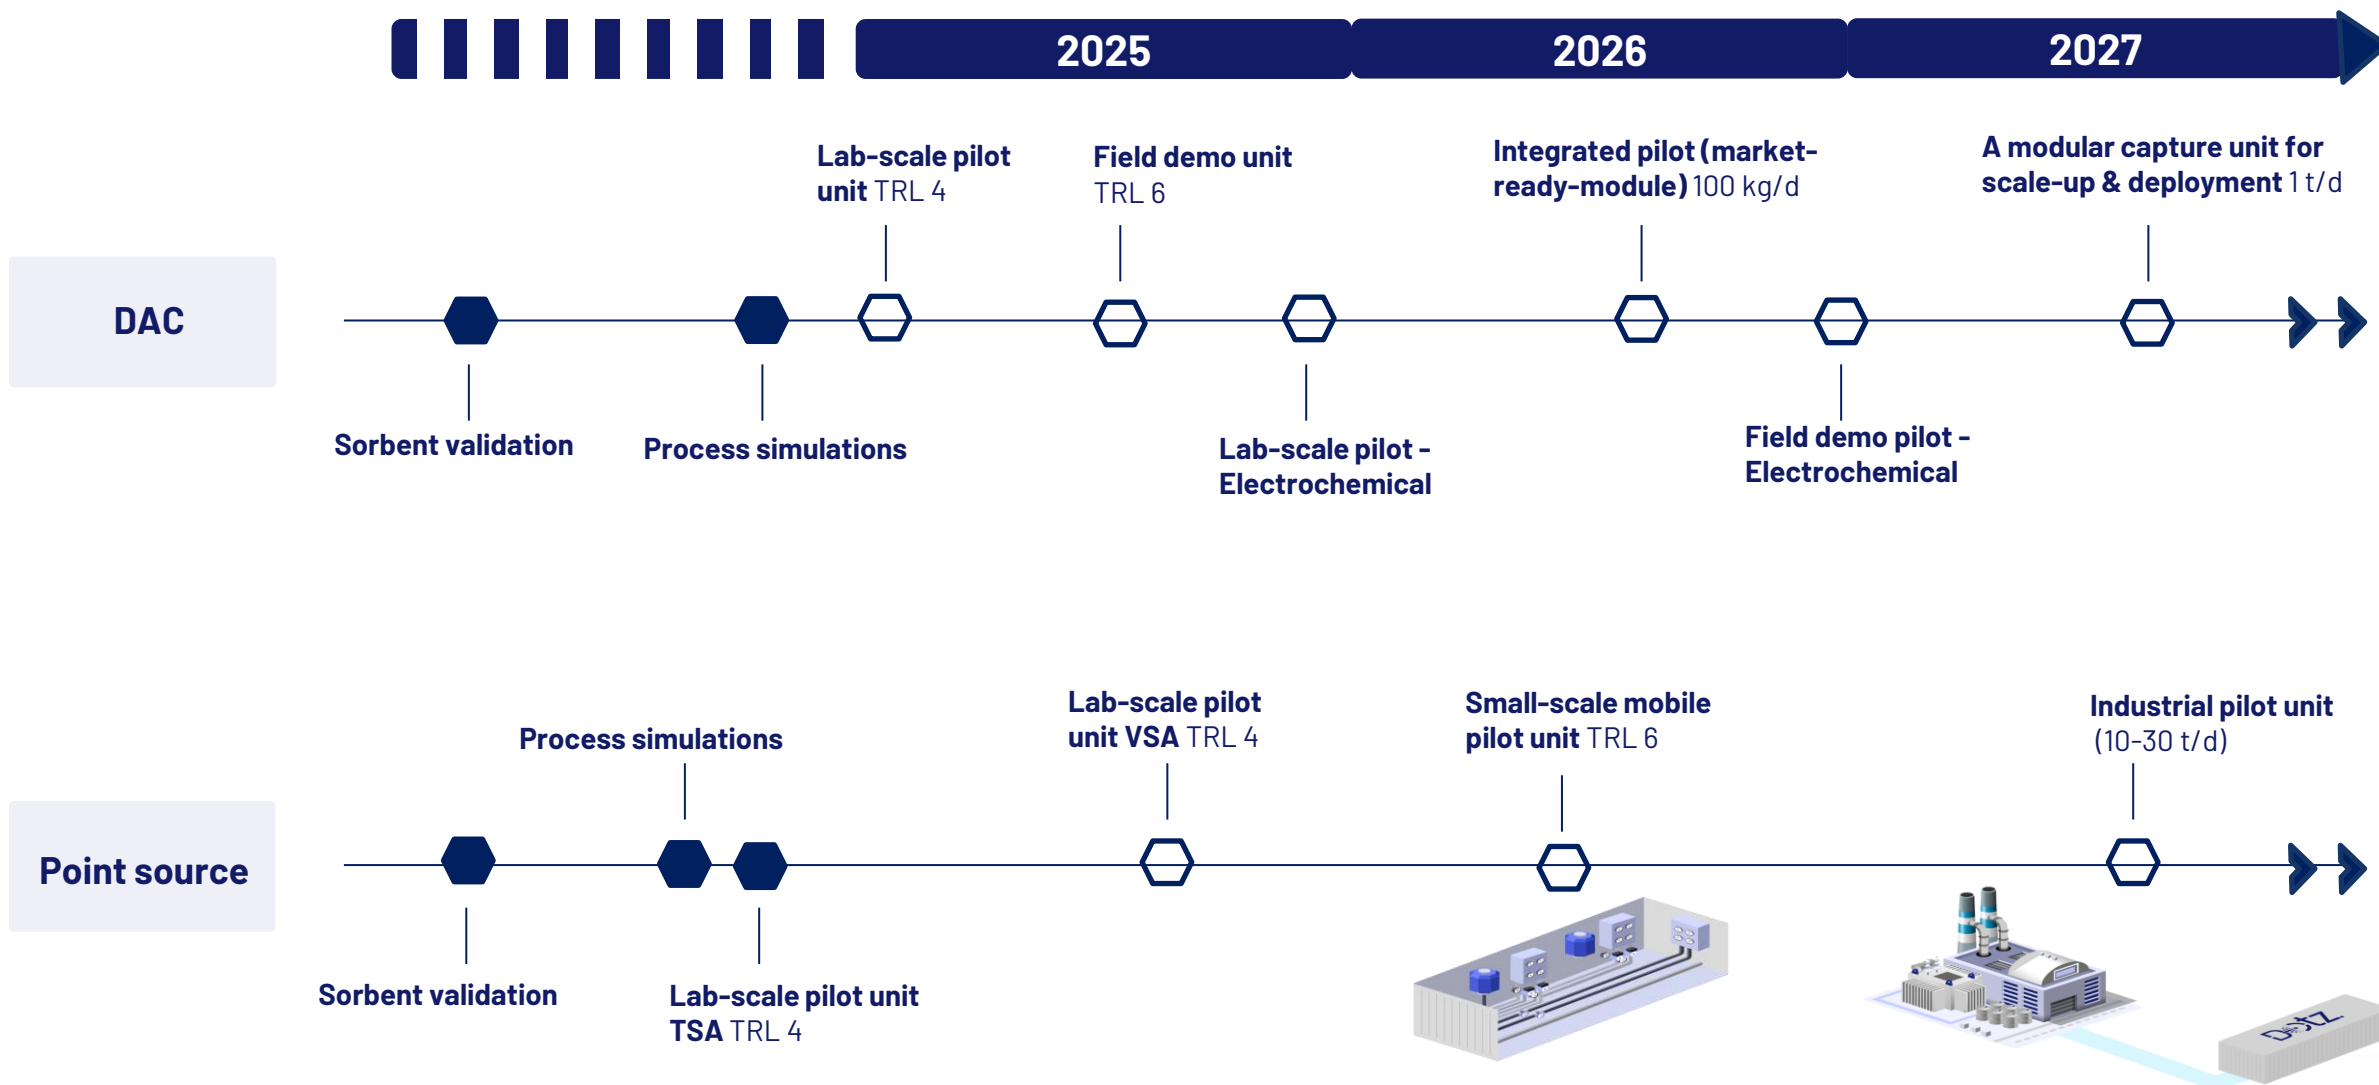 2025
2026
2027
Lab-scale pilot
unit TRL 4
Field demo unit
TRL 6
Integrated pilot (market-
ready-module) 100 kg/d
A modular capture unit for
scale-up & deployment 1 t/d
DAC
Sorbent validation
Process simulations
Lab-scale pilot -
Electrochemical
Field demo pilot -
Electrochemical
Process simulations
Lab-scale pilot
unit VSA TRL 4
Small-scale mobile
pilot unit TRL 6
Industrial pilot unit
(10-30 t/d)
Point source
Sorbent validation
Lab-scale pilot unit
TSA TRL 4
Dotz